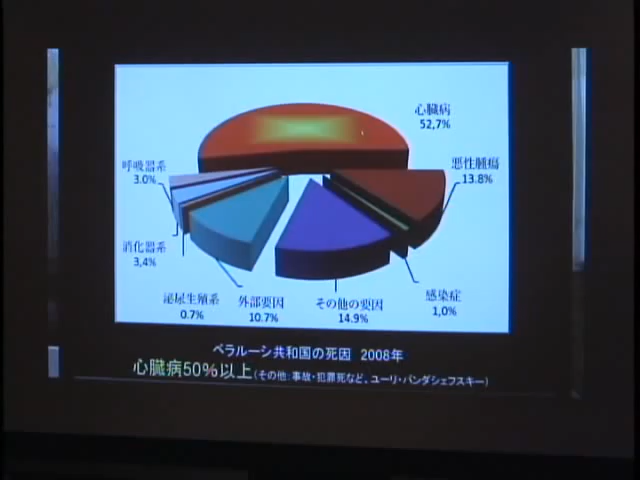 心臓病
52,7%
呼吸器系
3.0%
悪性腫瘍
13.8%
消化器系
3,4%
泌尿生殖系
0.7%
外部要因
10.7%
その他の要因
14.9%
感染症
1,0%
ベラルーシ共和国の死因 2008年
心臓病50%以上(その他:事故・犯罪死など、ユーリ・バンダジェフスキー)